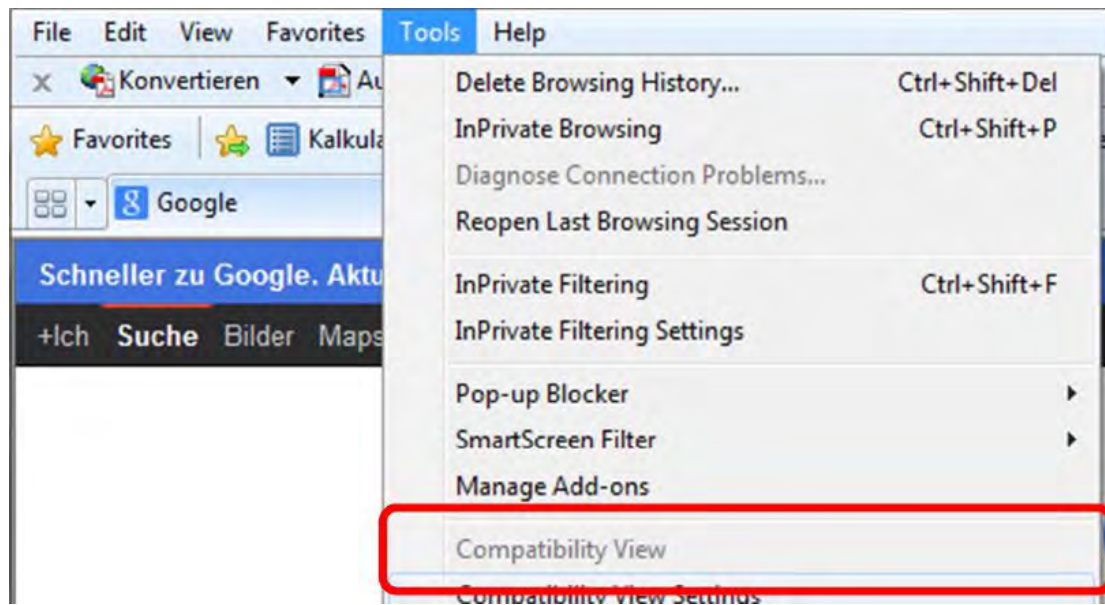 File Edit View Favorites Tools Help
x Konvertieren Au
Delete Browsing History... Ctrl+Shift+Del
InPrivate Browsing Ctrl+Shift+P
Favorites Kalkula
Diagnose Connection Problems...
Google
Reopen Last Browsing Session
Schneller zu Google. Aktu
InPrivate Filtering Ctrl+Shift+F
+Ich Suche Bilder Maps
InPrivate Filtering Settings
Pop-up Blocker
SmartScreen Filter
Manage Add-ons
Compatibility View
Compatibility View Settings